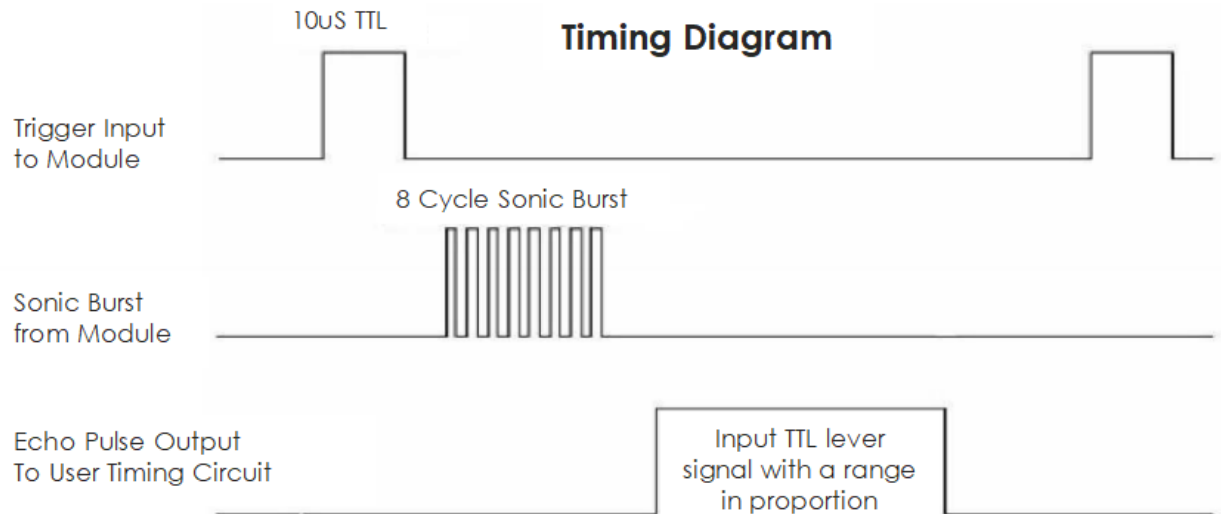 10uS TTL
Timing Diagram
Trigger Input
to Module
8 Cycle Sonic Burst
Sonic Burst
from Module
Echo Pulse Output
To User Timing Circuit
Input TTL lever
signal with a range
in proportion